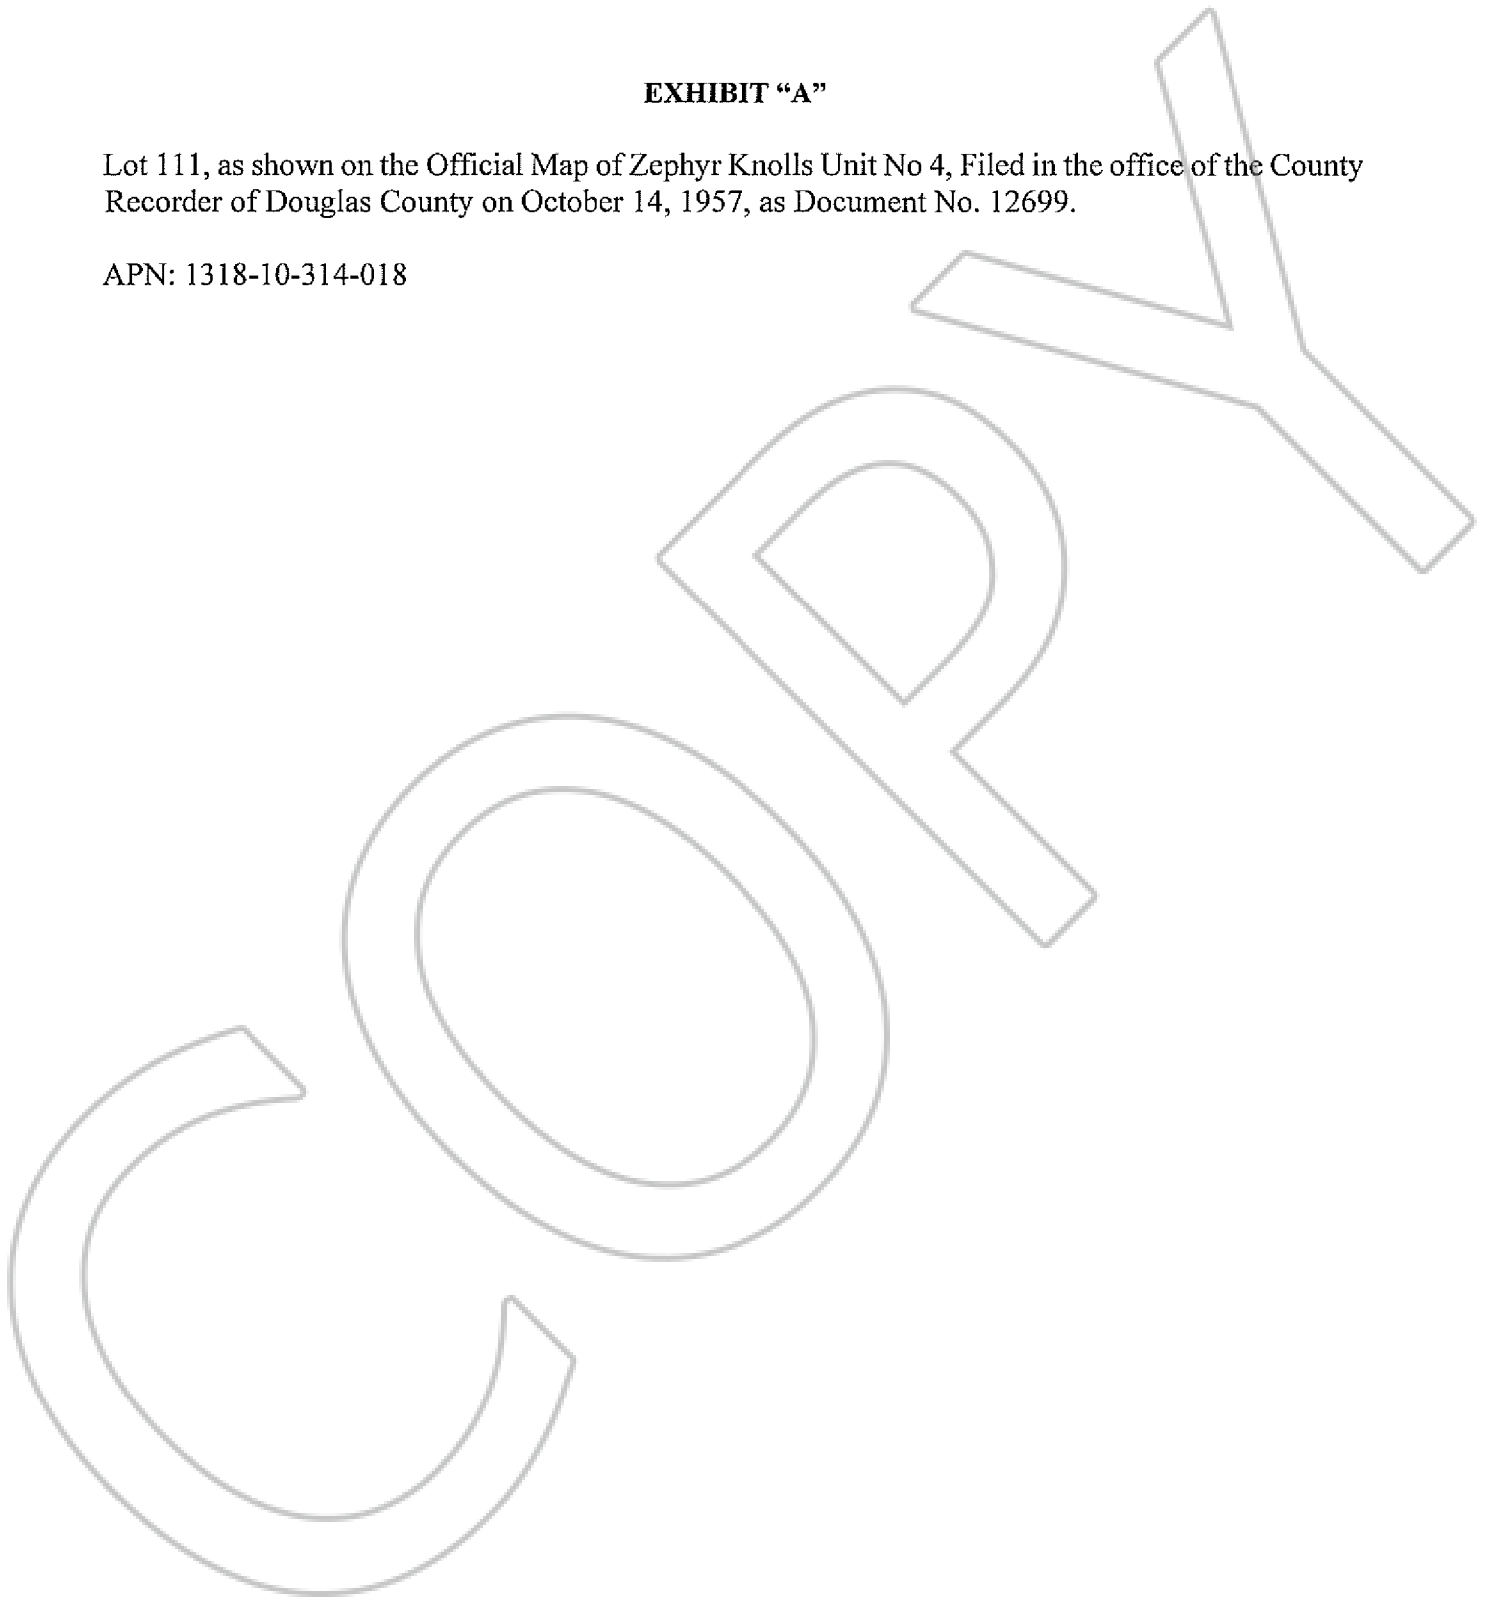 EXHIBIT “A”
Lot 111, as shown on the Official Map of Zephyr Knolls Unit No 4, Filed in the office of the County
Recorder of Douglas County on October 14, 1957, as Document No. 12699.
APN: 1318-10-314-018
COPY